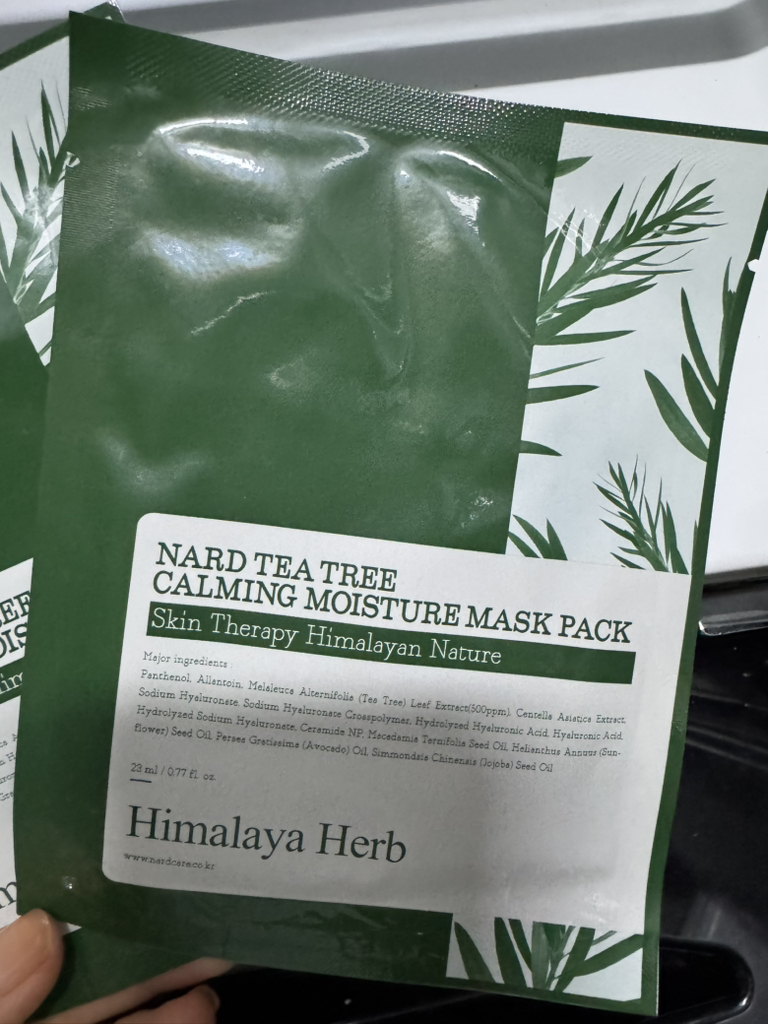 NARD TEA TREE
CALMING MOISTURE MASK PACK
Skin Therapy Himalayan Nature
Major ingredients :
Panthenol, Allantoin, Melaleuca Alternifolia (Tea Tree) Leaf Extract(500ppm), Centella Asiatica Extract,
Sodium Hyaluronate, Sodium Hyaluronate Crosspolymer, Hydrolyzed Hyaluronic Acid, Hyaluronic Acid,
Hydrolyzed Sodium Hyaluronate, Ceramide NP, Macadamia Ternifolia Seed Oil, Helianthus Annuus (Sun-
flower) Seed Oil, Persea Gratissima (Avocado) Oil, Simmondsia Chinensis (Jojoba) Seed Oil
23 ml / 0.77 fl. oz.
Himalaya Herb
www.nardcare.co.kr